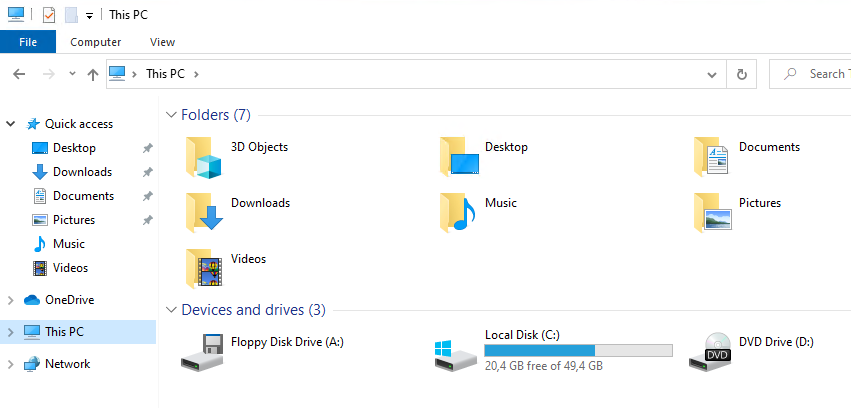 This PC
File Computer View
This PC
Search T
Quick access
Desktop
Downloads
Documents
Pictures
Music
Videos
OneDrive
This PC
Network
Folders (7)
3D Objects
Desktop
Documents
Downloads
Music
Pictures
Videos
Devices and drives (3)
Floppy Disk Drive (A:)
Local Disk (C:)
20,4 GB free of 49,4 GB
DVD
DVD Drive (D:)